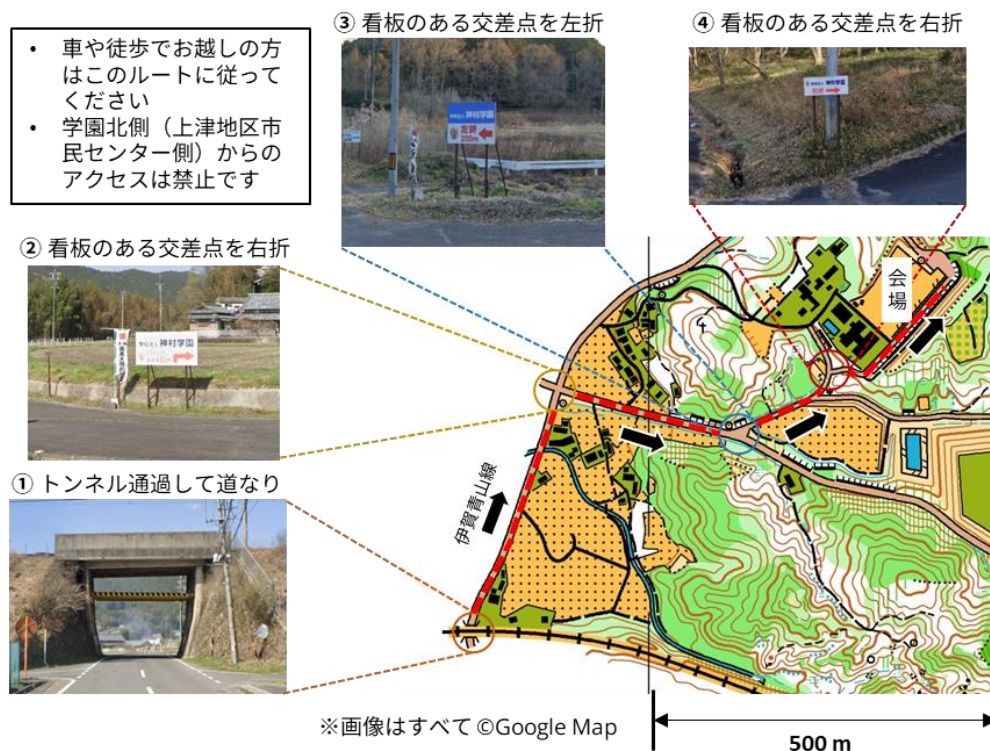 ③ 看板のある交差点を左折
④ 看板のある交差点を右折
• 車や徒歩でお越しの方
はこのルートに従って
ください
• 学園北側（上津地区市
民センター側）からの
アクセスは禁止です
神村学園
左折
200m
② 看板のある交差点を右折
神村学園
① トンネル通過して道なり
会場
伊賀青山線
※画像はすべて ©Google Map
500 m